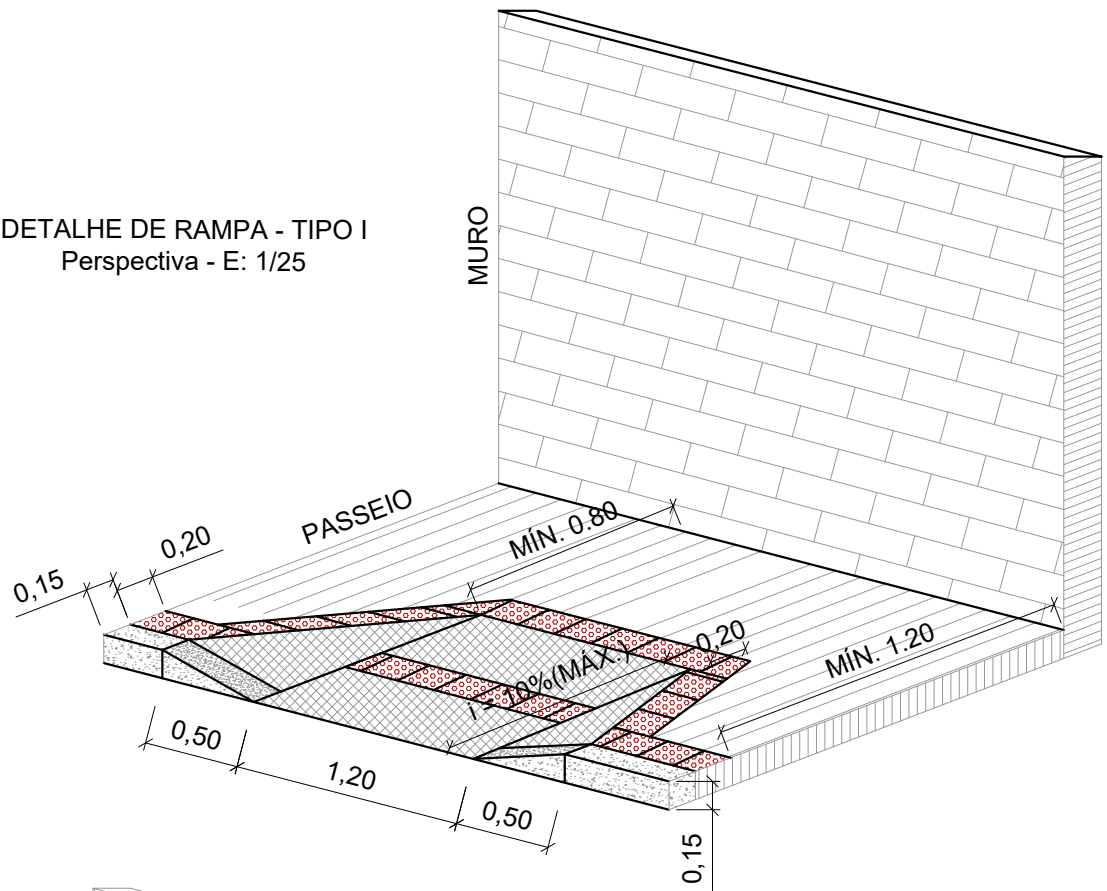 DETALHE DE RAMPA - TIPO I
Perspectiva - E: 1/25
MURO
PASSEIO
0,20
0,15
MÍN. 0.80
0,20
MÍN. 1.20
i = 10%(MÁX.)
0,50
1,20
0,50
0,15